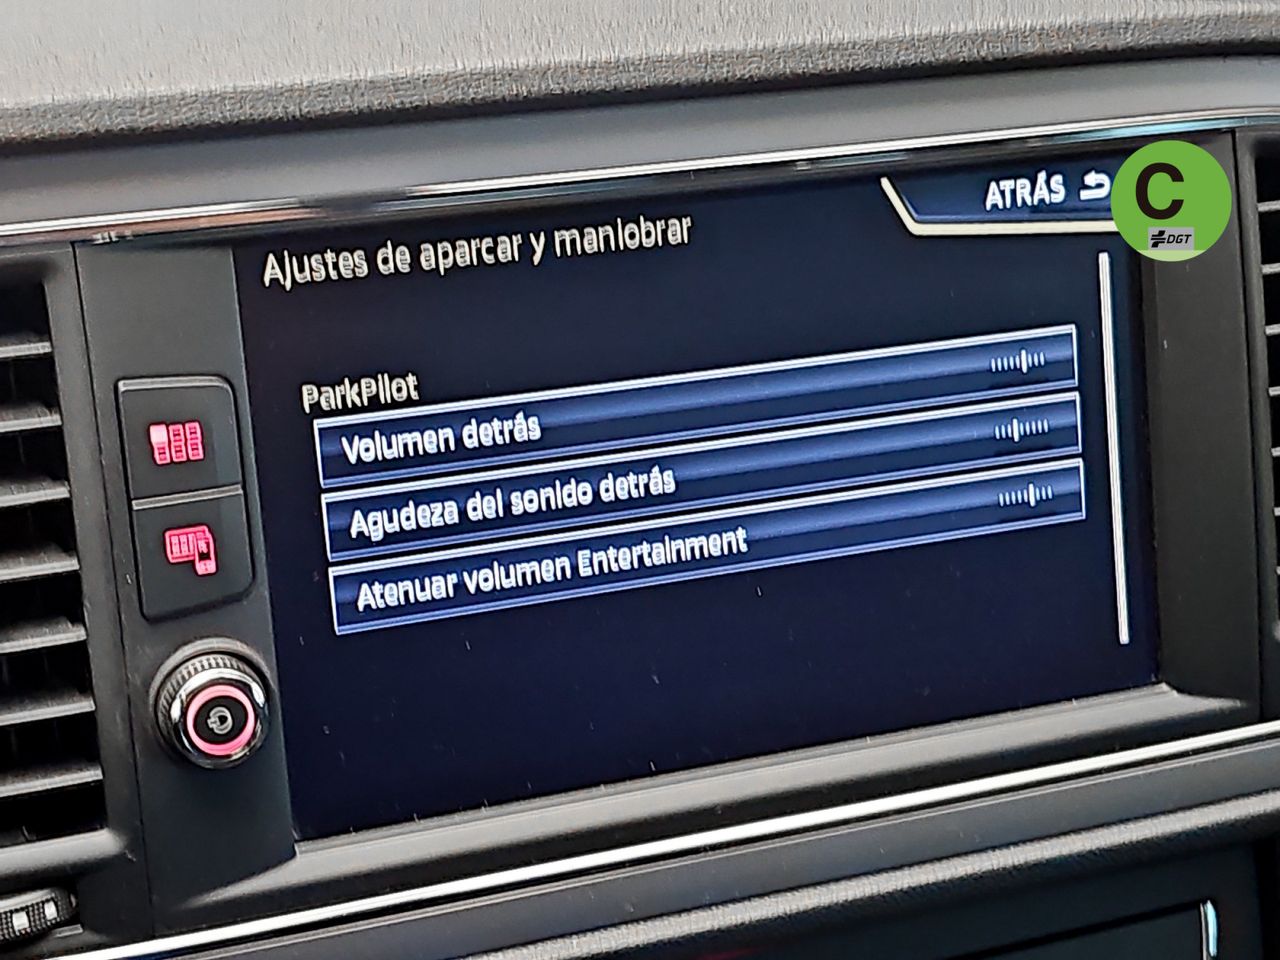 ATRÁS
C
DGT
Ajustes de aparcar y maniobrar
ParkPilot
Volumen detrás
Agudeza del sonido detrás
Atenuar volumen Entertainment